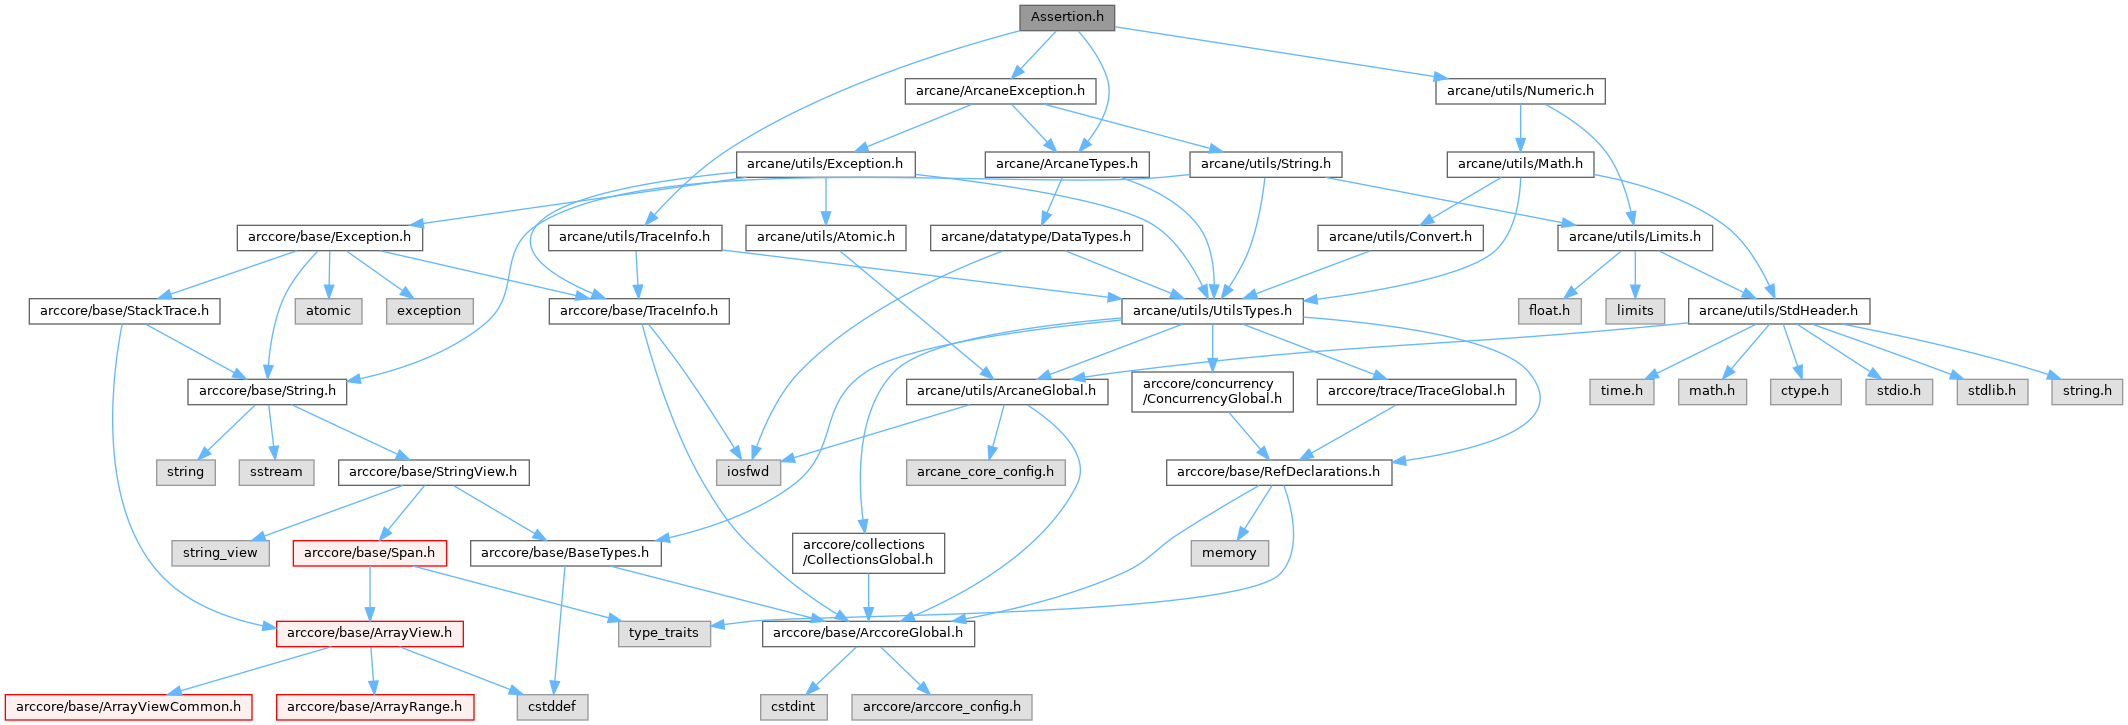 Assertion.h
arcane/ArcaneException.h
arcane/utils/Numeric.h
arcane/utils/Exception.h
arcane/ArcaneTypes.h
arcane/utils/String.h
arcane/utils/Math.h
arccore/base/Exception.h
arcane/utils/TraceInfo.h
arcane/utils/Atomic.h
arcane/datatype/DataTypes.h
arcane/utils/Convert.h
arcane/utils/Limits.h
arccore/base/StackTrace.h
atomic
exception
arccore/base/TraceInfo.h
arcane/utils/UtilsTypes.h
float.h
limits
arcane/utils/StdHeader.h
arccore/base/String.h
arcane/utils/ArcaneGlobal.h
arccore/concurrency
/ConcurrencyGlobal.h
arccore/trace/TraceGlobal.h
time.h
math.h
ctype.h
stdio.h
stdlib.h
string.h
string
sstream
arccore/base/StringView.h
iosfwd
arcane_core_config.h
arccore/base/RefDeclarations.h
string_view
arccore/base/Span.h
arccore/base/BaseTypes.h
arccore/collections
/CollectionsGlobal.h
memory
arccore/base/ArrayView.h
type_traits
arccore/base/ArccoreGlobal.h
arccore/base/ArrayViewCommon.h
arccore/base/ArrayRange.h
cstddef
cstdint
arccore/arccore_config.h